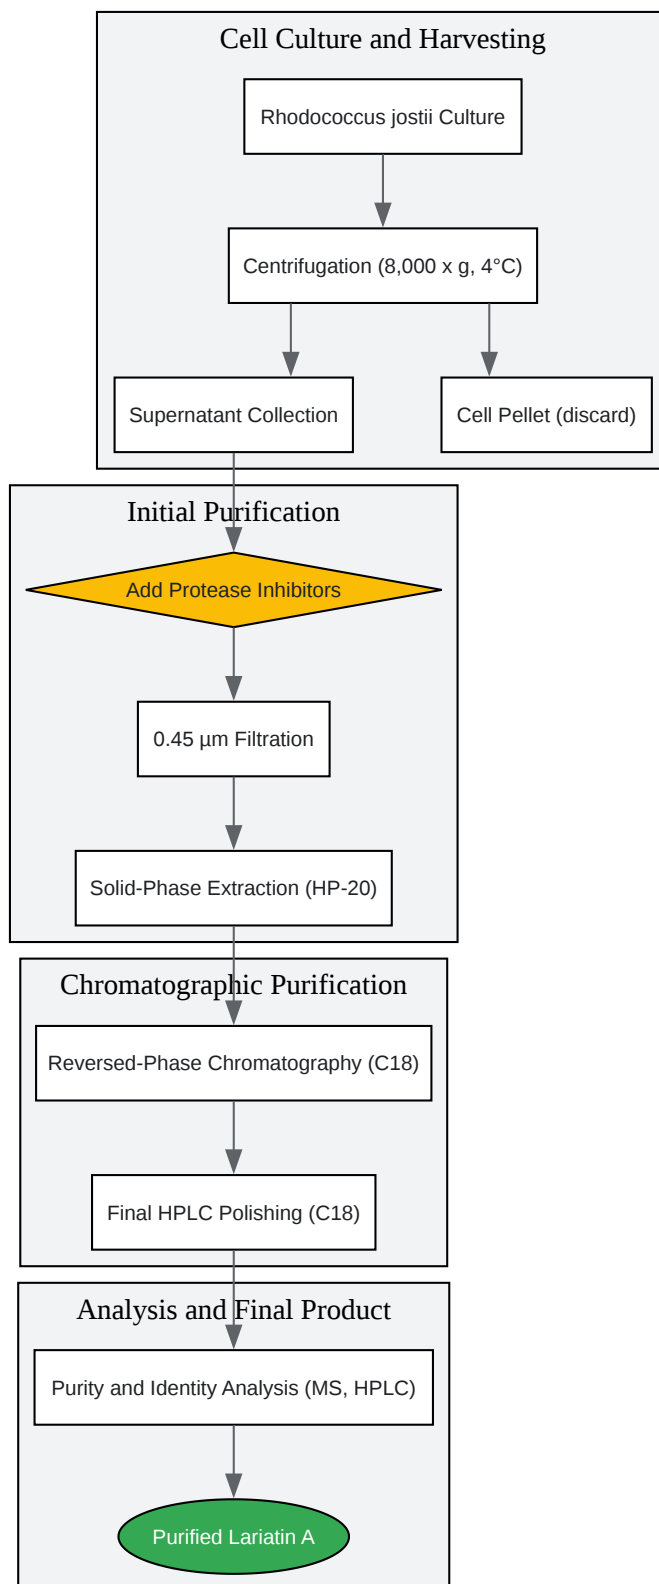 Cell Culture and Harvesting
Rhodococcus jostii Culture
Centrifugation (8,000 x g, 4°C)
Supernatant Collection
Cell Pellet (discard)
Initial Purification
Add Protease Inhibitors
0.45 µm Filtration
Solid-Phase Extraction (HP-20)
Chromatographic Purification
Reversed-Phase Chromatography (C18)
Final HPLC Polishing (C18)
Analysis and Final Product
Purity and Identity Analysis (MS, HPLC)
Purified Lariatin A